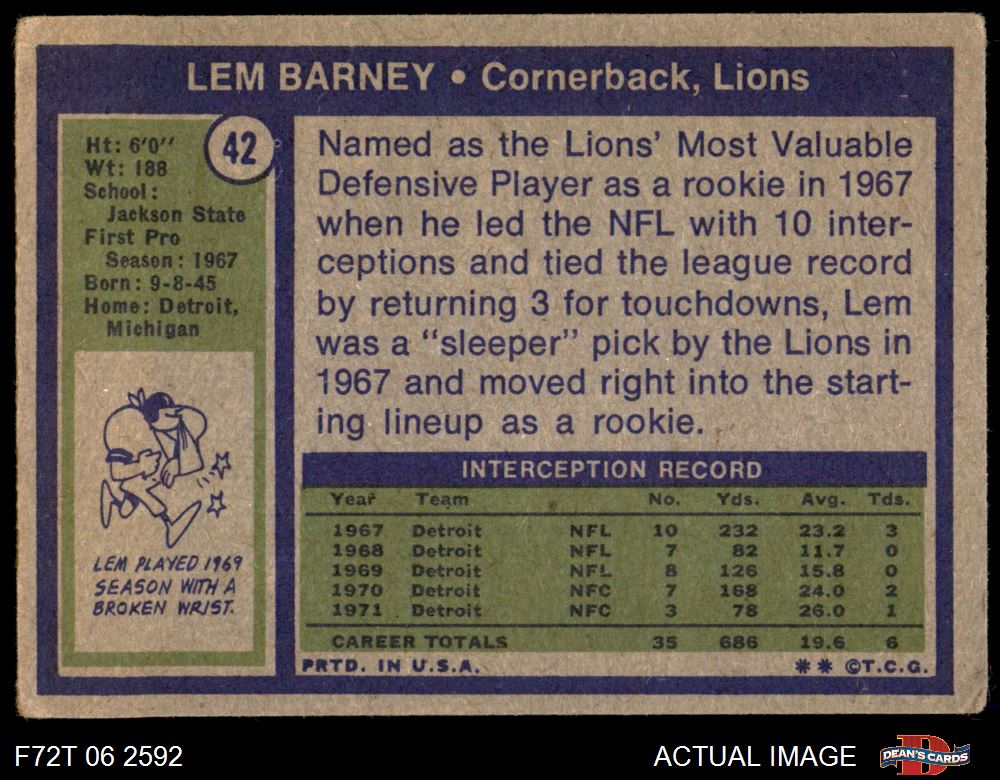 LEM BARNEY • Cornerback, Lions
42
Ht: 6'0''
Wt: 188
School:
Jackson State
First Pro
Season: 1967
Born: 9-8-45
Home: Detroit,
Michigan
LEM PLAYED 1969
SEASON WITH A
BROKEN WRIST.
Named as the Lions' Most Valuable
Defensive Player as a rookie in 1967
when he led the NFL with 10 inter-
ceptions and tied the league record
by returning 3 for touchdowns, Lem
was a "sleeper" pick by the Lions in
1967 and moved right into the start-
ing lineup as a rookie.
INTERCEPTION RECORD
Year Team No. Yds. Avg. Tds.
1967 Detroit NFL 10 232 23.2 3
1968 Detroit NFL 7 82 11.7 0
1969 Detroit NFL 8 126 15.8 0
1970 Detroit NFC 7 168 24.0 2
1971 Detroit NFC 3 78 26.0 1
CAREER TOTALS 35 686 19.6 6
PRTD. IN U.S.A. ** ©T.C.G.
F72T 06 2592 ACTUAL IMAGE DEAN'S CARDS